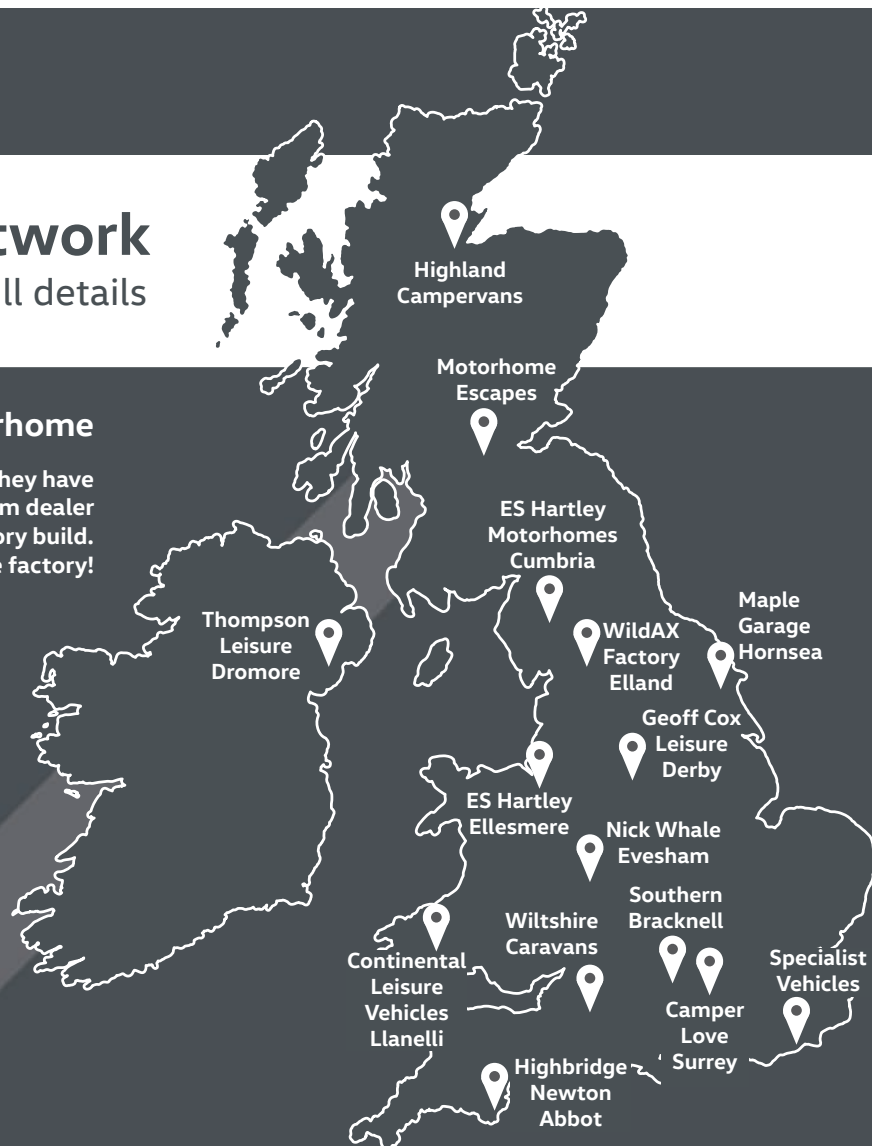 twork
ll details
rhome
hey have
m dealer
ory build.
e factory!
Highland
Campervans
Motorhome
Escapes
ES Hartley
Motorhomes
Cumbria
Thompson
Leisure
Dromore
WildAX
Factory
Elland
Maple
Garage
Hornsea
Geoff Cox
Leisure
Derby
ES Hartley
Ellesmere
Nick Whale
Evesham
Southern
Bracknell
Wiltshire
Caravans
Continental
Leisure
Vehicles
Llanelli
Specialist
Vehicles
Camper
Love
Surrey
Highbridge
Newton
Abbot